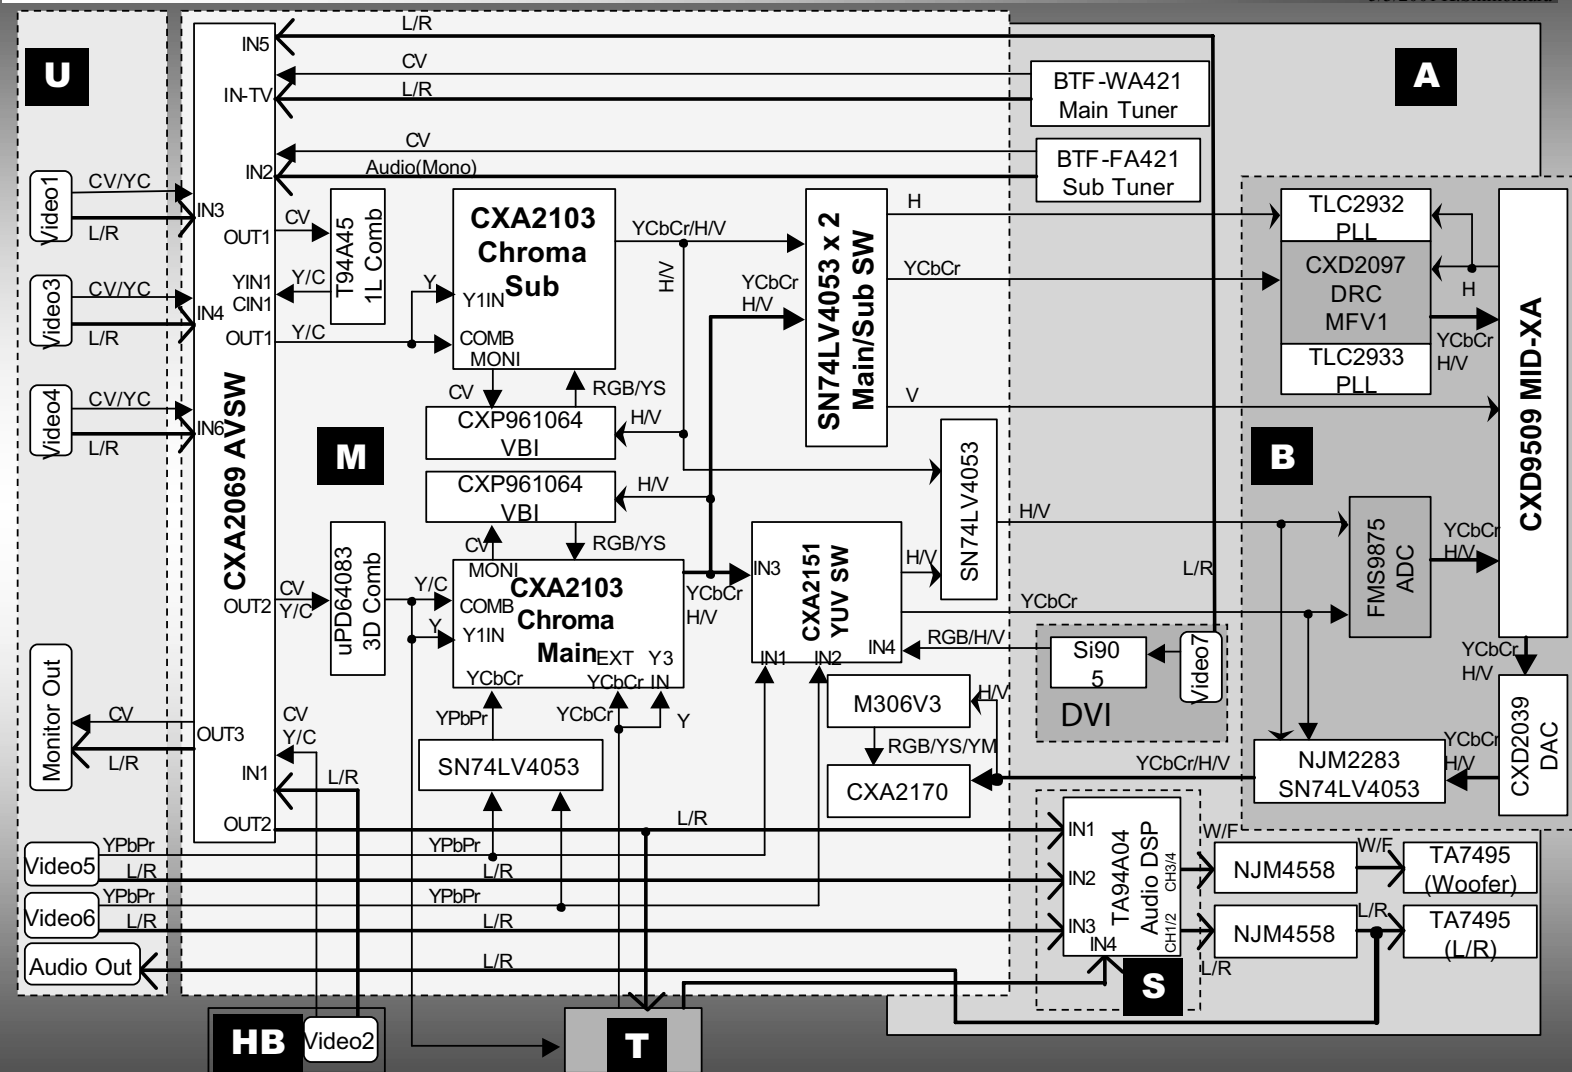 U
A
M
B
S
HB
T
L/R
IN5
CV
IN-TV
L/R
BTF-WA421
Main Tuner
CV
IN2
Audio(Mono)
BTF-FA421
Sub Tuner
Video1
CV/YC
L/R
IN3
Video3
CV/YC
L/R
IN4
Video4
CV/YC
L/R
IN6
CXA2069 AVSW
OUT1
CV
YIN1
CIN1
Y/C
OUT1
Y/C
T94A45
1L Comb
CXA2103
Chroma
Sub
Y
Y1IN
COMB
MONI
YCbCr/H/V
H/V
CV
RGB/YS
CXP961064
VBI
H/V
CXP961064
VBI
H/V
CV
RGB/YS
YCbCr
H/V
SN74LV4053 x 2
Main/Sub SW
H
YCbCr
V
TLC2932
PLL
CXD2097
DRC
MFV1
TLC2933
PLL
H
YCbCr
H/V
CXD9509 MID-XA
SN74LV4053
H/V
FMS9875
ADC
YCbCr
H/V
OUT2
CV
Y/C
uPD64083
3D Comb
Y/C
Y
MONI
CXA2103
Chroma
Main
COMB
Y1IN
YCbCr
EXT
YCbCr
Y3
IN
YCbCr
H/V
IN3
CXA2151
YUV SW
H/V
IN4
IN1
IN2
YCbCr
L/R
RGB/H/V
Si90
5
Video7
DVI
YCbCr
H/V
CXD2039
DAC
YCbCr
H/V
NJM2283
SN74LV4053
YCbCr/H/V
M306V3
H/V
RGB/YS/YM
CXA2170
YPbPr
YCbCr
Y
SN74LV4053
Monitor Out
CV
L/R
OUT3
CV
Y/C
IN1
L/R
OUT2
L/R
Video5
YPbPr
L/R
YPbPr
L/R
Video6
YPbPr
L/R
YPbPr
L/R
Audio Out
L/R
IN1
IN2
IN3
IN4
TA94A04
Audio DSP
CH3/4
CH1/2
W/F
NJM4558
W/F
TA7495
(Woofer)
L/R
NJM4558
L/R
TA7495
(L/R)
Video2